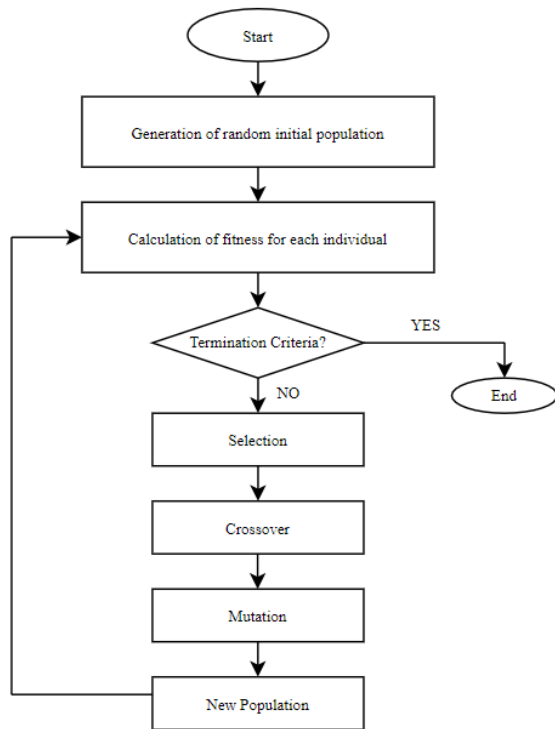 Start
Generation of random initial population
Calculation of fitness for each individual
Termination Criteria?
YES
End
NO
Selection
Crossover
Mutation
New Population